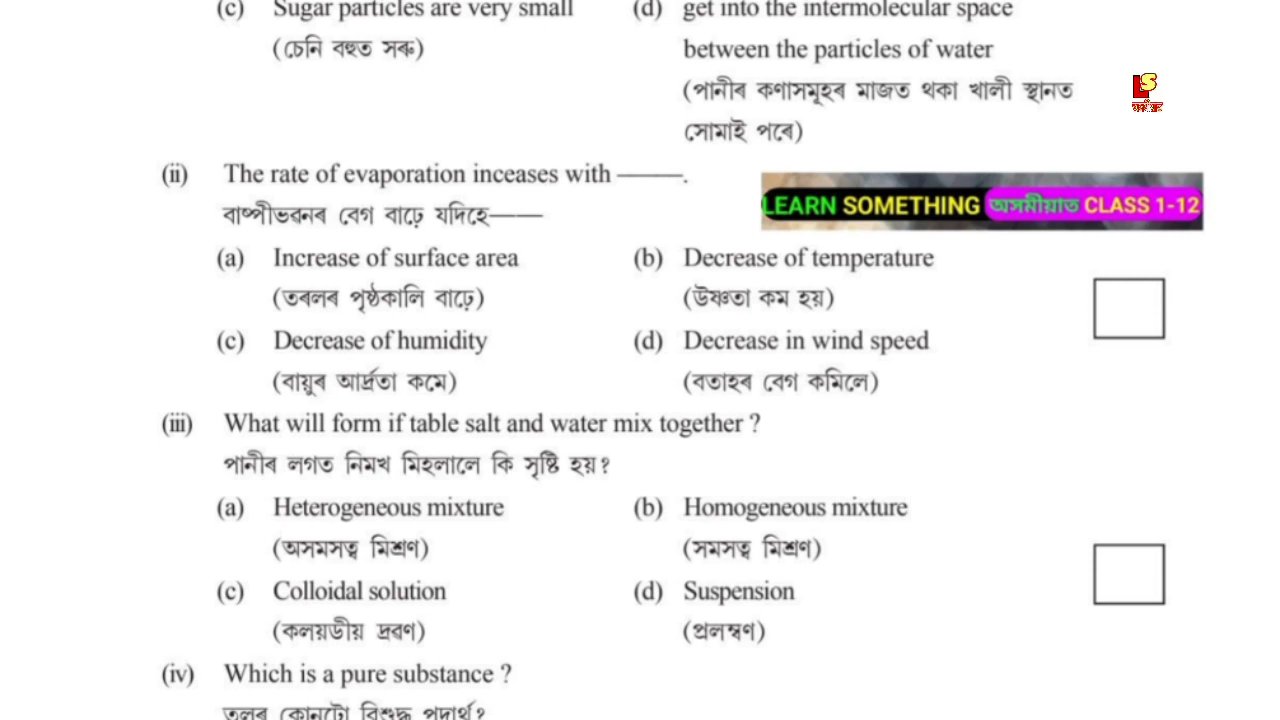 (c) Sugar particles are very small (d) get into the intermolecular space
(চেনি বহুত সৰু) between the particles of water
(পানীৰ কণাসমূহৰ মাজত থকা খালী স্থানত
LS
সোমাই পৰে)
(ii) The rate of evaporation inceases with ———.
LEARN SOMETHING অসমীয়াত CLASS 1-12
বাষ্পীভৱনৰ বেগ বাঢ়ে যদিহে——
(a) Increase of surface area (b) Decrease of temperature
(তৰলৰ পৃষ্ঠকালি বাঢ়ে) (উষ্ণতা কম হয়)
(c) Decrease of humidity (d) Decrease in wind speed
(বায়ুৰ আৰ্দ্ৰতা কমে) (বতাহৰ বেগ কমিলে)
(iii) What will form if table salt and water mix together ?
পানীৰ লগত নিমখ মিহলালে কি সৃষ্টি হয়?
(a) Heterogeneous mixture (b) Homogeneous mixture
(অসমসত্ব মিশ্ৰণ) (সমসত্ব মিশ্ৰণ)
(c) Colloidal solution (d) Suspension
(কলয়ডীয় দ্ৰৱণ) (প্ৰলম্বণ)
(iv) Which is a pure substance ?
তলৰ কোনটো বিশুদ্ধ পদাৰ্থ?